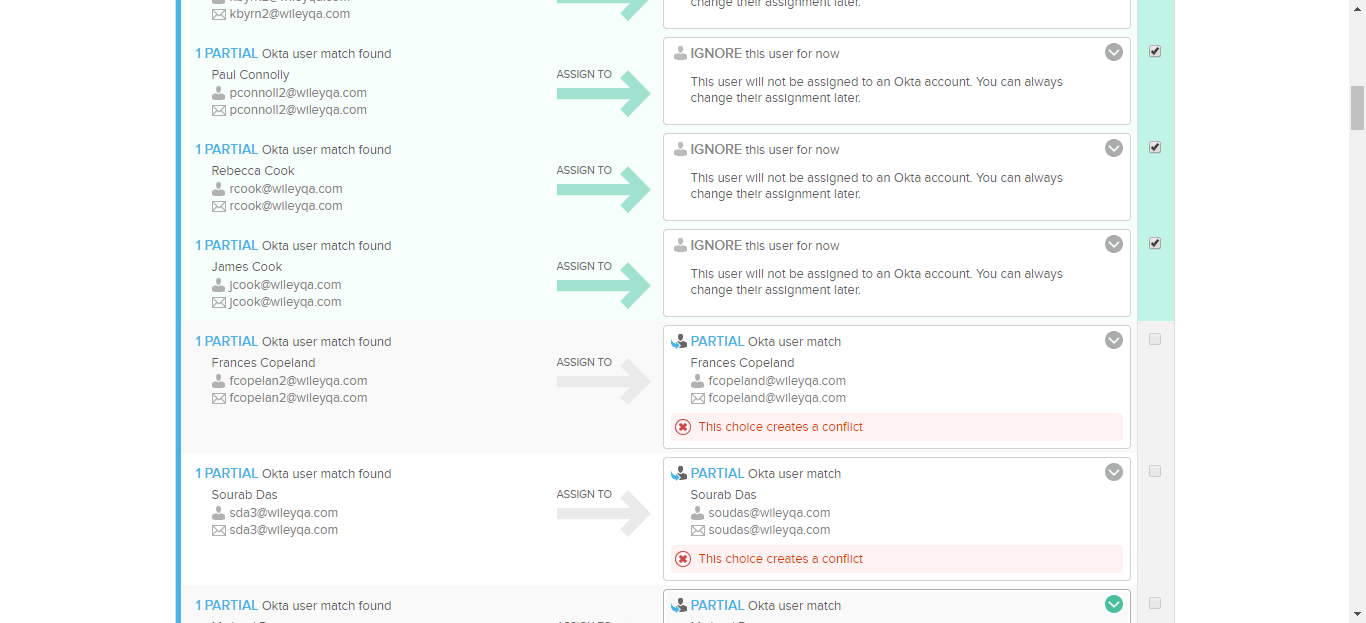 kbyrn2@wileyqa.com
change their assignment later.
1 PARTIAL Okta user match found
Paul Connolly
pconnoll2@wileyqa.com
pconnoll2@wileyqa.com
ASSIGN TO
IGNORE this user for now
This user will not be assigned to an Okta account. You can always
change their assignment later.
1 PARTIAL Okta user match found
Rebecca Cook
rcook@wileyqa.com
rcook@wileyqa.com
ASSIGN TO
IGNORE this user for now
This user will not be assigned to an Okta account. You can always
change their assignment later.
1 PARTIAL Okta user match found
James Cook
jcook@wileyqa.com
jcook@wileyqa.com
ASSIGN TO
IGNORE this user for now
This user will not be assigned to an Okta account. You can always
change their assignment later.
1 PARTIAL Okta user match found
Frances Copeland
fcopelan2@wileyqa.com
fcopelan2@wileyqa.com
ASSIGN TO
PARTIAL Okta user match
Frances Copeland
fcopeland@wileyqa.com
fcopeland@wileyqa.com
This choice creates a conflict
1 PARTIAL Okta user match found
Sourab Das
sda3@wileyqa.com
sda3@wileyqa.com
ASSIGN TO
PARTIAL Okta user match
Sourab Das
soudas@wileyqa.com
soudas@wileyqa.com
This choice creates a conflict
1 PARTIAL Okta user match found
PARTIAL Okta user match